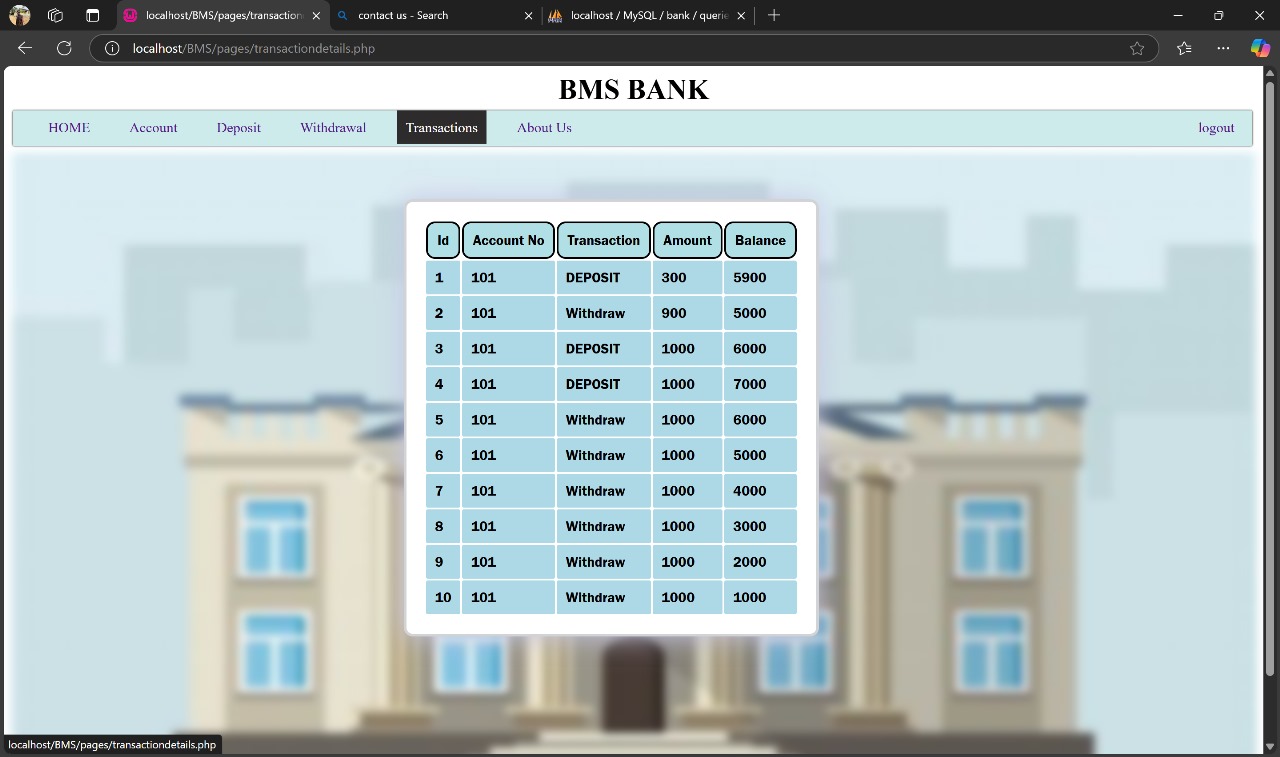 localhost/BMS/pages/transaction
contact us - Search
localhost / MySQL / bank / querie
localhost/BMS/pages/transactiondetails.php
BMS BANK
HOME Account Deposit Withdrawal Transactions About Us logout
Id Account No Transaction Amount Balance
1 101 DEPOSIT 300 5900
2 101 Withdraw 900 5000
3 101 DEPOSIT 1000 6000
4 101 DEPOSIT 1000 7000
5 101 Withdraw 1000 6000
6 101 Withdraw 1000 5000
7 101 Withdraw 1000 4000
8 101 Withdraw 1000 3000
9 101 Withdraw 1000 2000
10 101 Withdraw 1000 1000
localhost/BMS/pages/transactiondetails.php